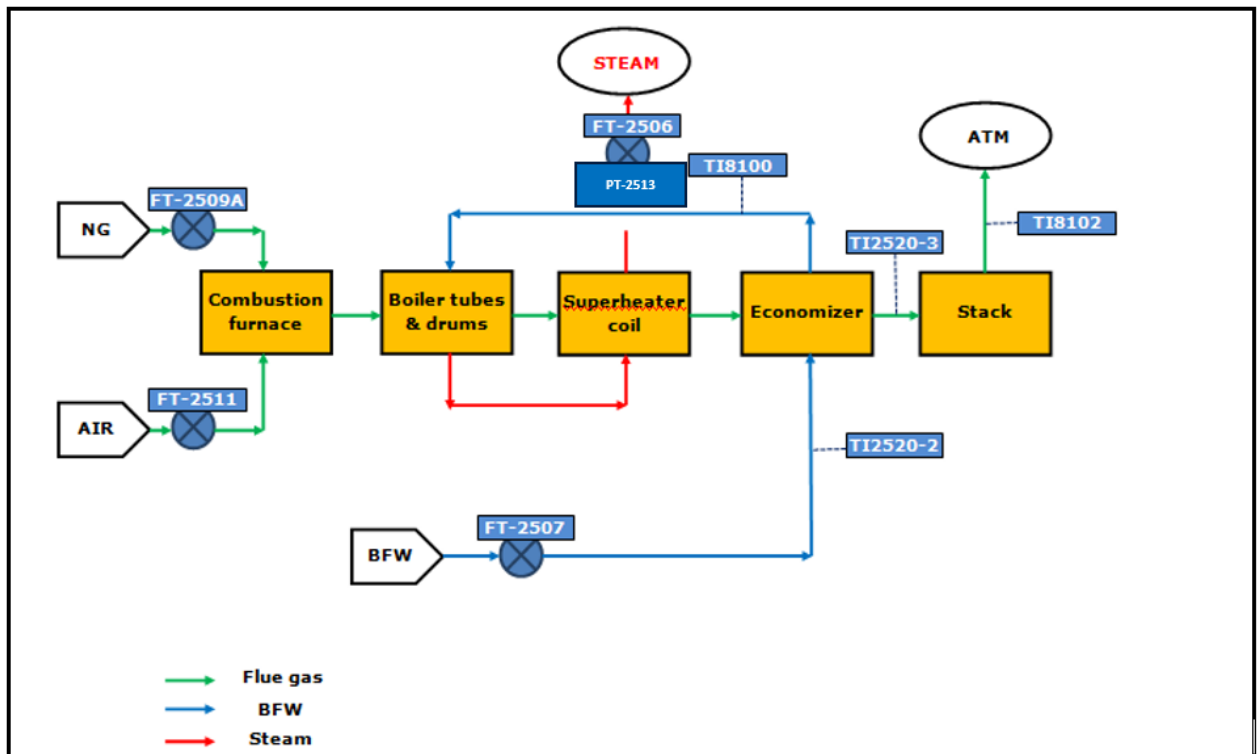 STEAM
FT-2506
PT-2513
TI8100
ATM
FT-2509A
NG
TI8102
TI2520-3
Combustion
furnace
Boiler tubes
& drums
Superheater
coil
Economizer
Stack
FT-2511
AIR
TI2520-2
FT-2507
BFW
Flue gas
BFW
Steam